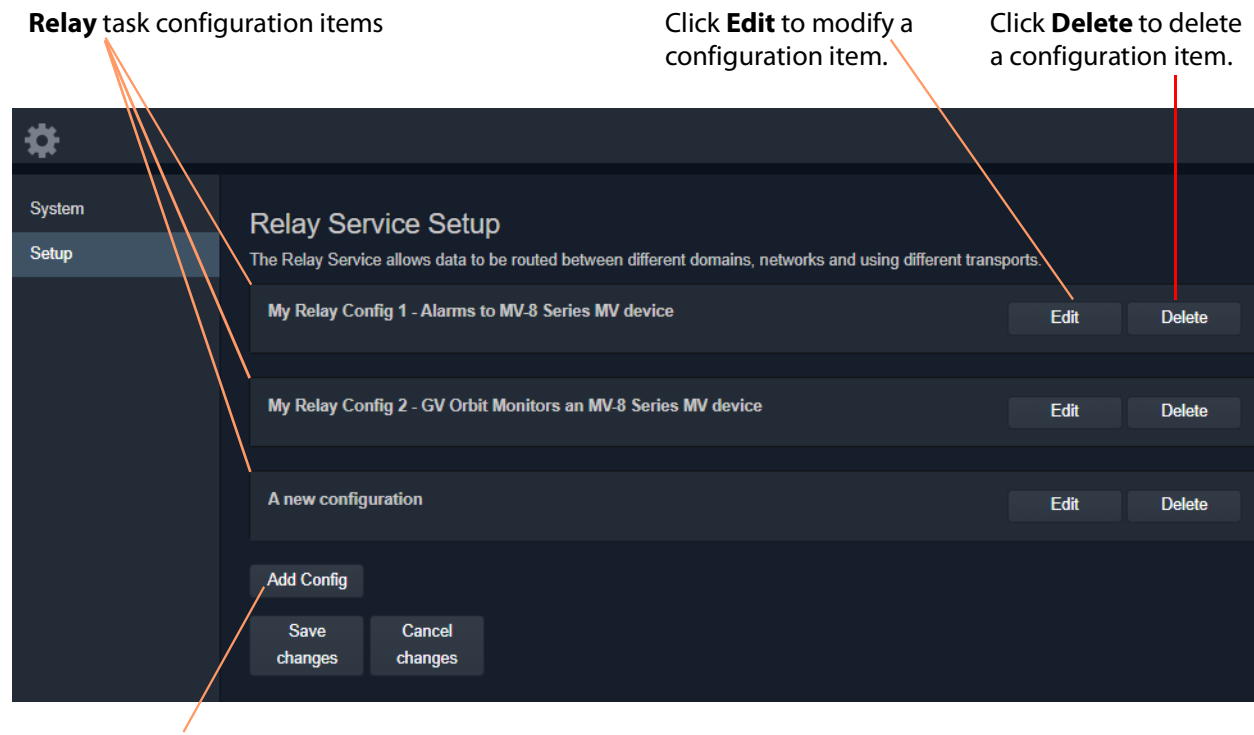 Relay task configuration items
Click Edit to modify a
configuration item.
Click Delete to delete
a configuration item.
System
Setup
Relay Service Setup
The Relay Service allows data to be routed between different domains, networks and using different transports.
My Relay Config 1 - Alarms to MV-8 Series MV device
Edit
Delete
My Relay Config 2 - GV Orbit Monitors an MV-8 Series MV device
Edit
Delete
A new configuration
Edit
Delete
Add Config
Save
changes
Cancel
changes